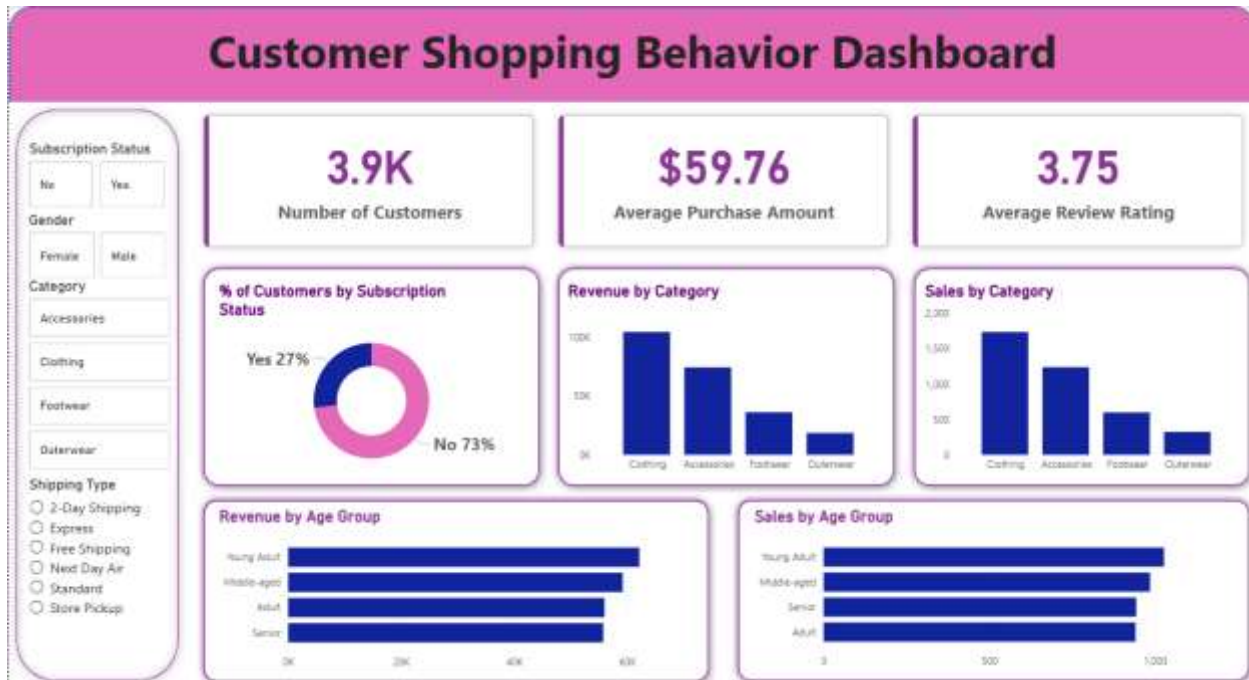 Customer Shopping Behavior Dashboard
Subscription Status
No Yes
Gender
Female Male
Category
Accessories
Clothing
Footwear
Outerwear
Shipping Type
2-Day Shipping
Express
Free Shipping
Next Day Air
Standard
Store Pickup
3.9K
Number of Customers
$59.76
Average Purchase Amount
3.75
Average Review Rating
% of Customers by Subscription
Status
Yes 27%
No 73%
Revenue by Category
100K
50K
0K
Clothing Accessories Footwear Outerwear
Sales by Category
2,000
1,500
1,000
500
0
Clothing Accessories Footwear Outerwear
Revenue by Age Group
Young Adult
Middle-aged
Adult
Senior
0K 20K 40K 60K
Sales by Age Group
Young Adult
Middle-aged
Senior
Adult
0 500 1,000